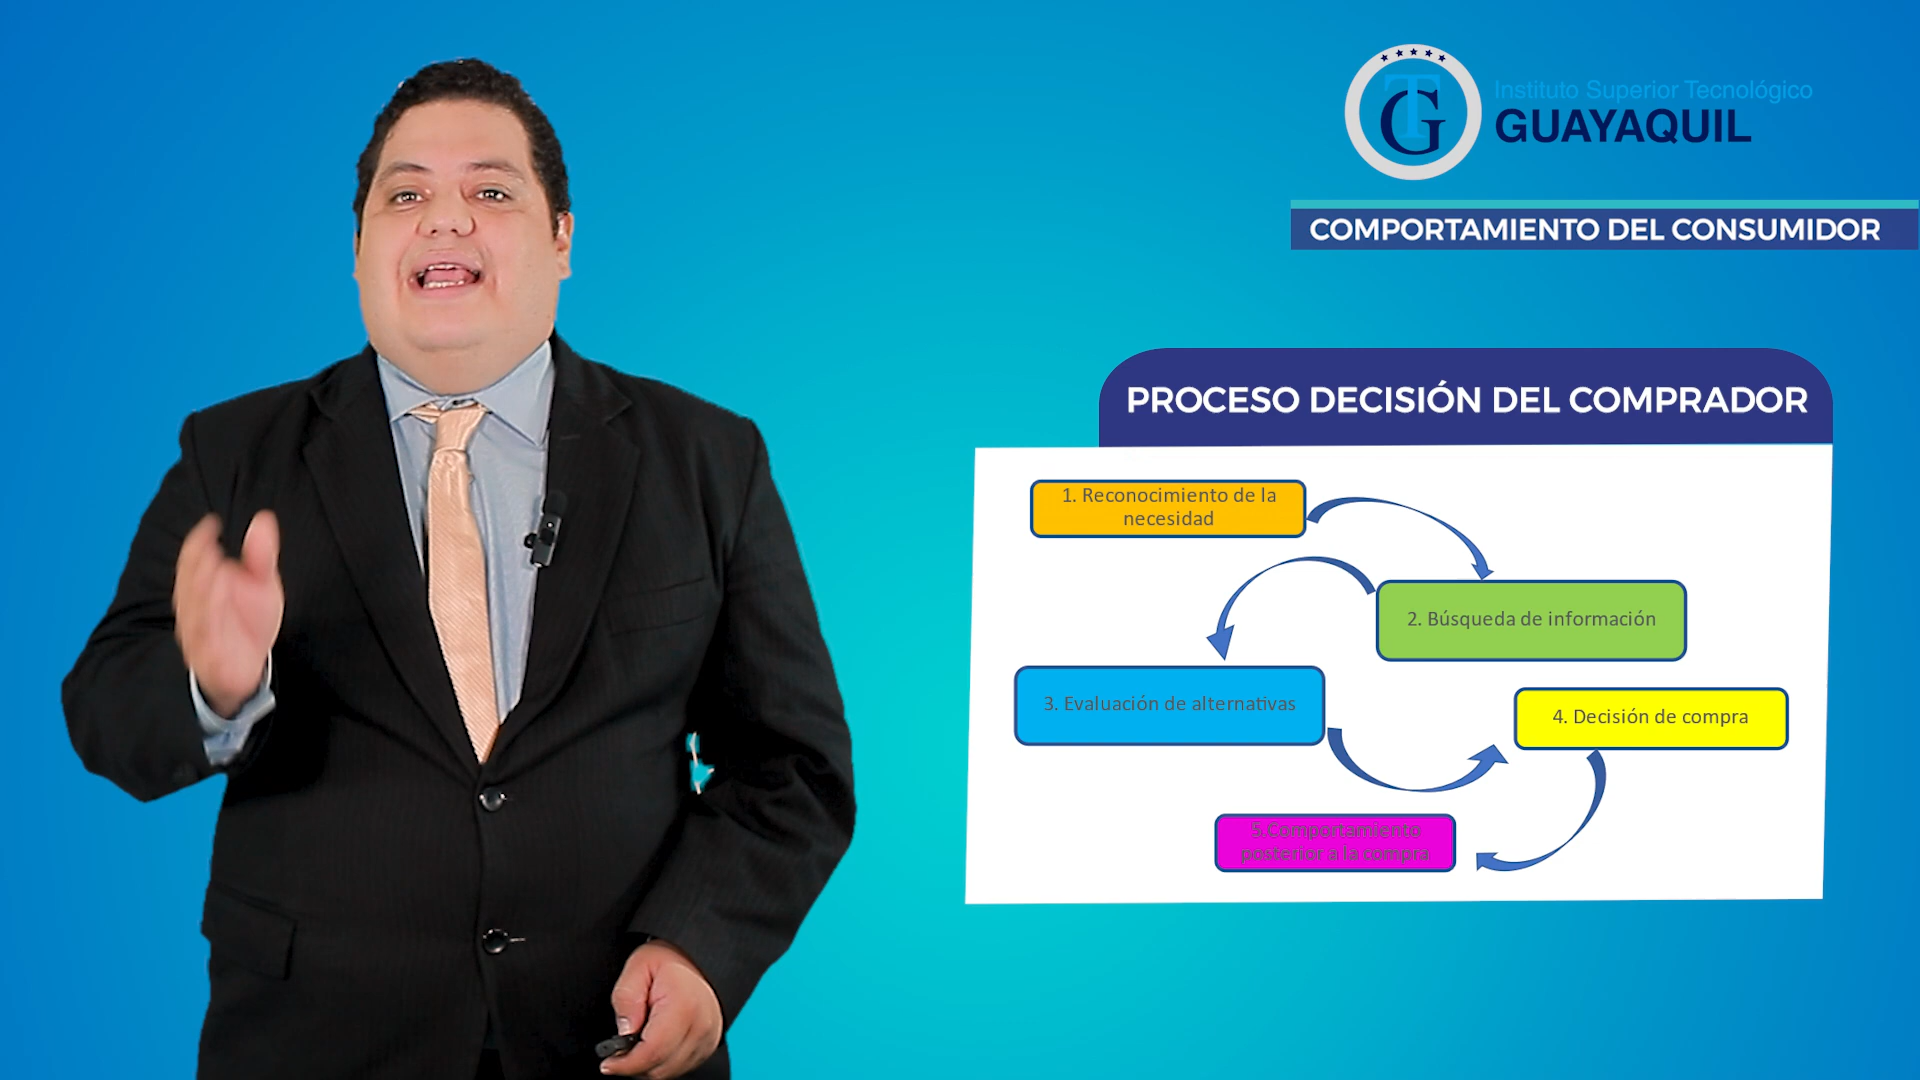 TG
Instituto Superior Tecnológico
GUAYAQUIL
COMPORTAMIENTO DEL CONSUMIDOR
PROCESO DECISIÓN DEL COMPRADOR
1. Reconocimiento de la
necesidad
2. Búsqueda de información
3. Evaluación de alternativas
4. Decisión de compra
5.Comportamiento
posterior a la compra